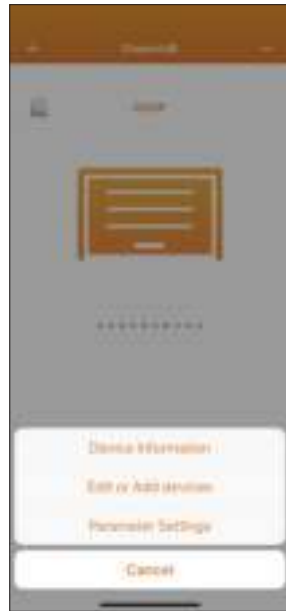 Device Information
Edit or Add devices
Parameter Settings
Cancel